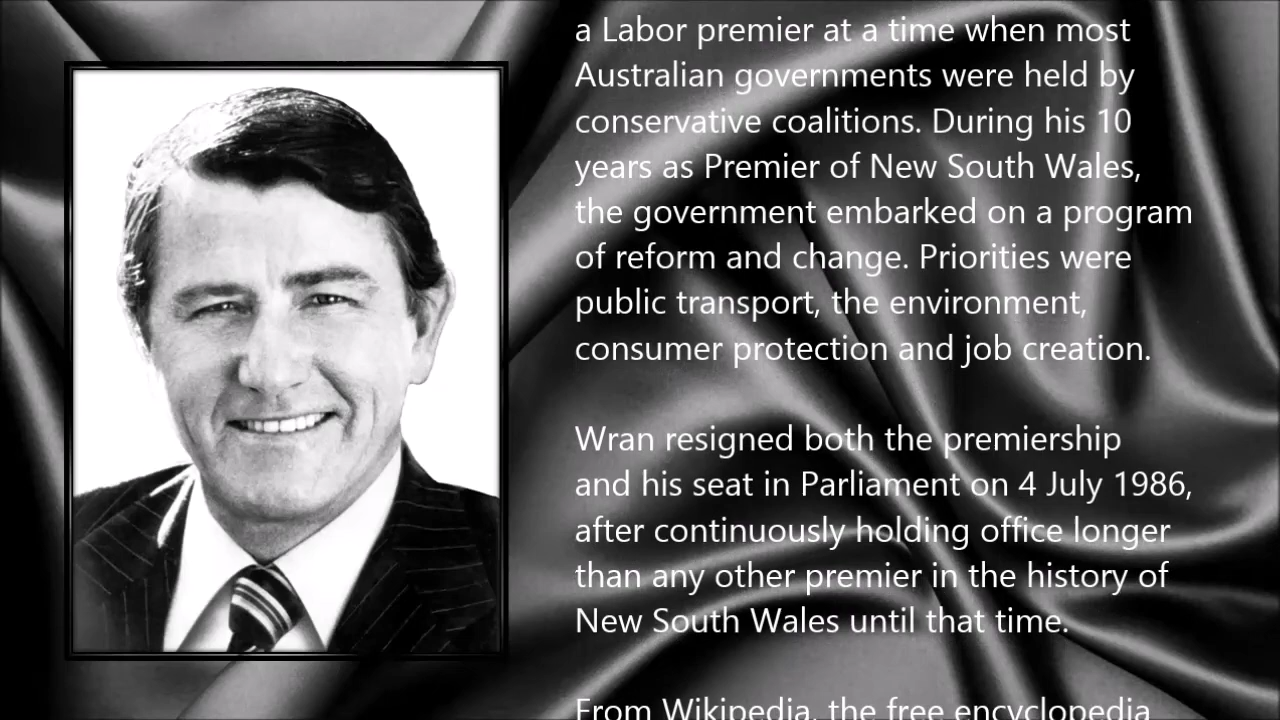 a Labor premier at a time when most
Australian governments were held by
conservative coalitions. During his 10
years as Premier of New South Wales,
the government embarked on a program
of reform and change. Priorities were
public transport, the environment,
consumer protection and job creation.
Wran resigned both the premiership
and his seat in Parliament on 4 July 1986,
after continuously holding office longer
than any other premier in the history of
New South Wales until that time.
From Wikipedia, the free encyclopedia